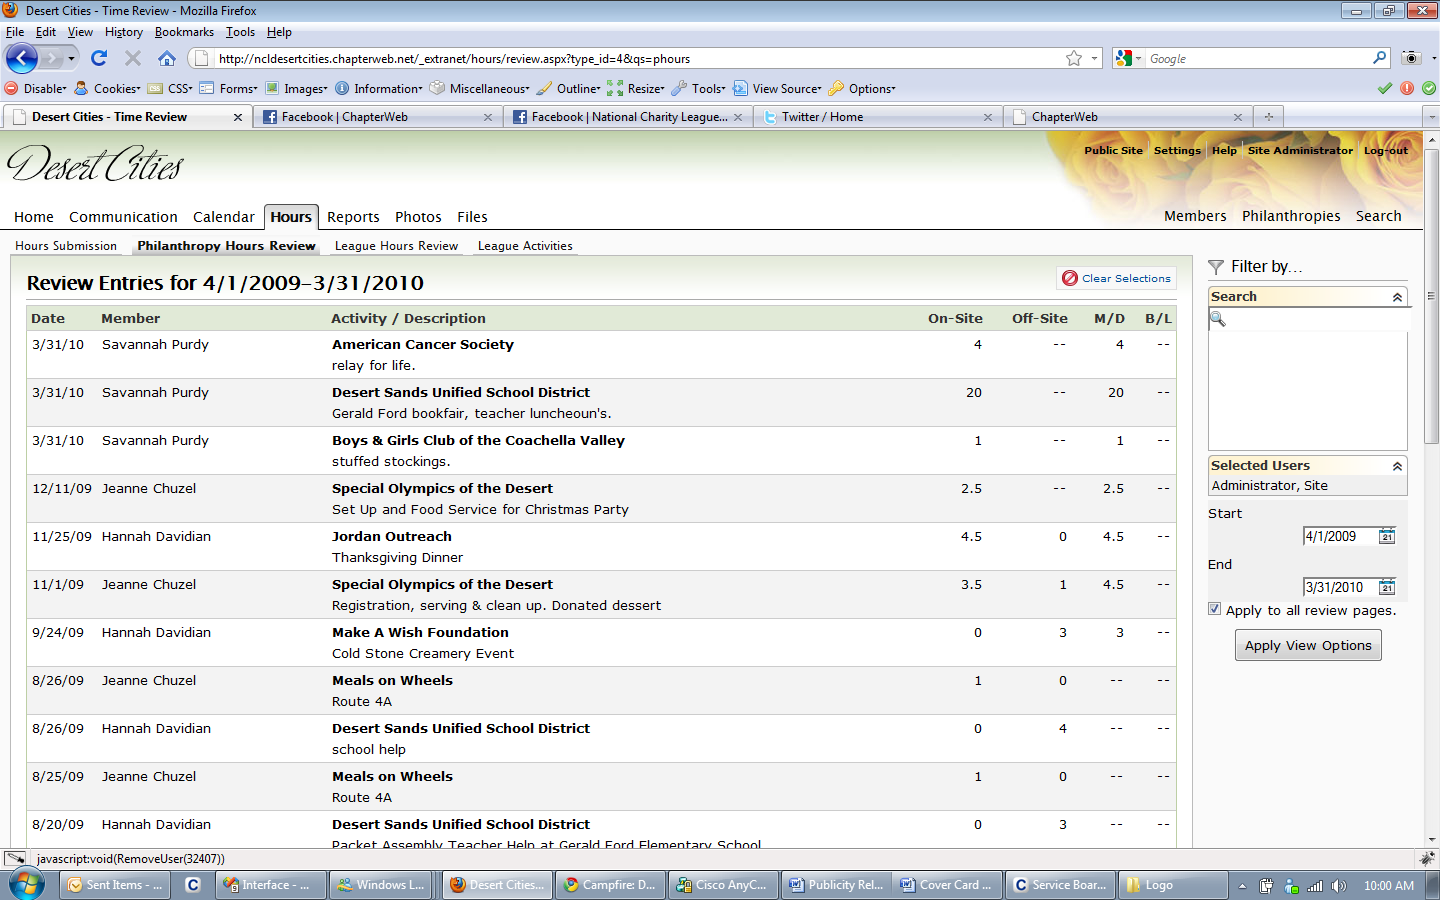 Desert Cities - Time Review - Mozilla Firefox
File Edit View History Bookmarks Tools Help
http://ncldesertcities.chapterweb.net/_extranet/hours/review.aspx?type_id=4&qs=phours
Google
Disable Cookies CSS Forms Images Information Miscellaneous Outline Resize Tools View Source Options
Desert Cities - Time Review Facebook | ChapterWeb Facebook | National Charity League... Twitter / Home ChapterWeb
Public Site Settings Help Site Administrator Log-out
Desert Cities
Home Communication Calendar Hours Reports Photos Files Members Philanthropies Search
Hours Submission Philanthropy Hours Review League Hours Review League Activities
Review Entries for 4/1/2009-3/31/2010
Clear Selections
Date Member Activity / Description On-Site Off-Site M/D B/L
3/31/10 Savannah Purdy American Cancer Society 4 -- 4 --
relay for life.
3/31/10 Savannah Purdy Desert Sands Unified School District 20 -- 20 --
Gerald Ford bookfair, teacher luncheoun's.
3/31/10 Savannah Purdy Boys & Girls Club of the Coachella Valley 1 -- 1 --
stuffed stockings.
12/11/09 Jeanne Chuzel Special Olympics of the Desert 2.5 -- 2.5 --
Set Up and Food Service for Christmas Party
11/25/09 Hannah Davidian Jordan Outreach 4.5 0 4.5 --
Thanksgiving Dinner
11/1/09 Jeanne Chuzel Special Olympics of the Desert 3.5 1 4.5 --
Registration, serving & clean up. Donated dessert
9/24/09 Hannah Davidian Make A Wish Foundation 0 3 3 --
Cold Stone Creamery Event
8/26/09 Jeanne Chuzel Meals on Wheels 1 0 -- --
Route 4A
8/26/09 Hannah Davidian Desert Sands Unified School District 0 4 -- --
school help
8/25/09 Jeanne Chuzel Meals on Wheels 1 0 -- --
Route 4A
8/20/09 Hannah Davidian Desert Sands Unified School District 0 3 -- --
Packet Assembly Teacher Help at Gerald Ford Elementary School
Filter by...
Search
Selected Users
Administrator, Site
Start
4/1/2009
End
3/31/2010
Apply to all review pages.
Apply View Options
javascript:void(RemoveUser(32407))
Sent Items - ... Interface - ... Windows L... Desert Cities... Campfire: D... Cisco AnyC... Publicity Rel... Cover Card ... Service Boar... Logo 10:00 AM